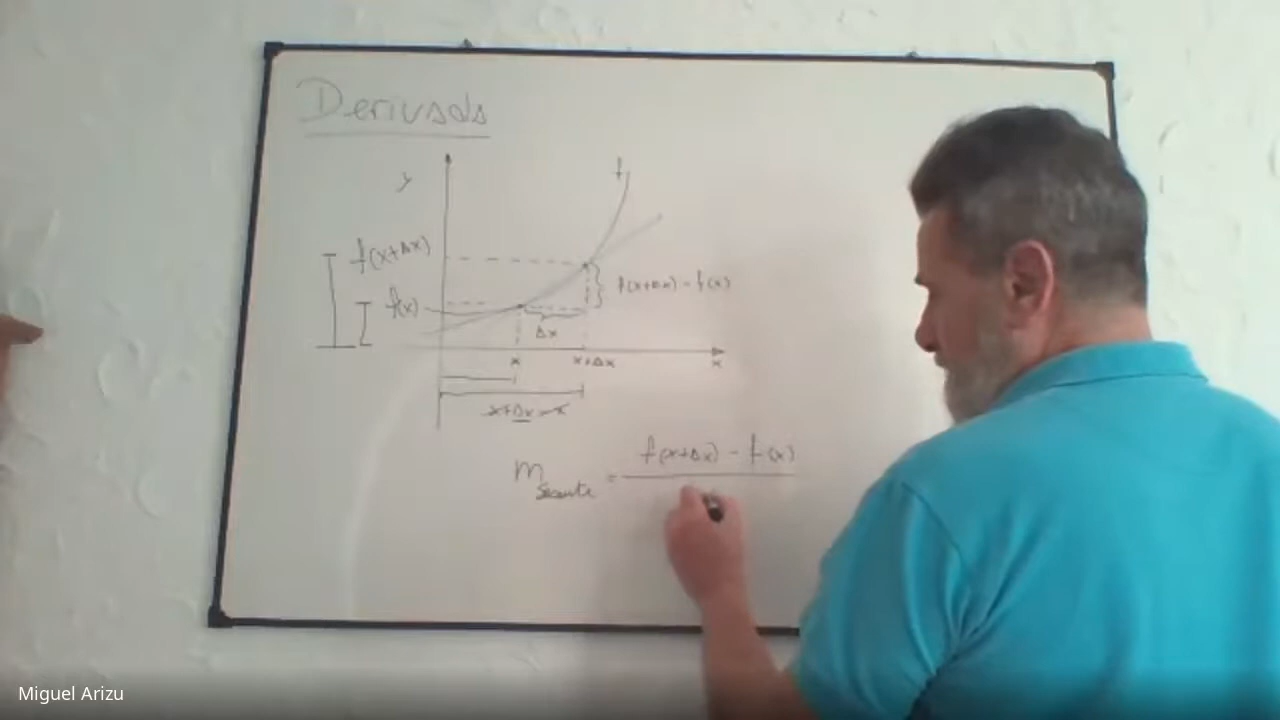 Derivada
y
f
f(x+Δx)
f(x)
f(x+Δx) - f(x)
Δx
x
x+Δx
x
x+Δx-x
f(x+Δx) - f(x)
m secante =
Miguel Arizu